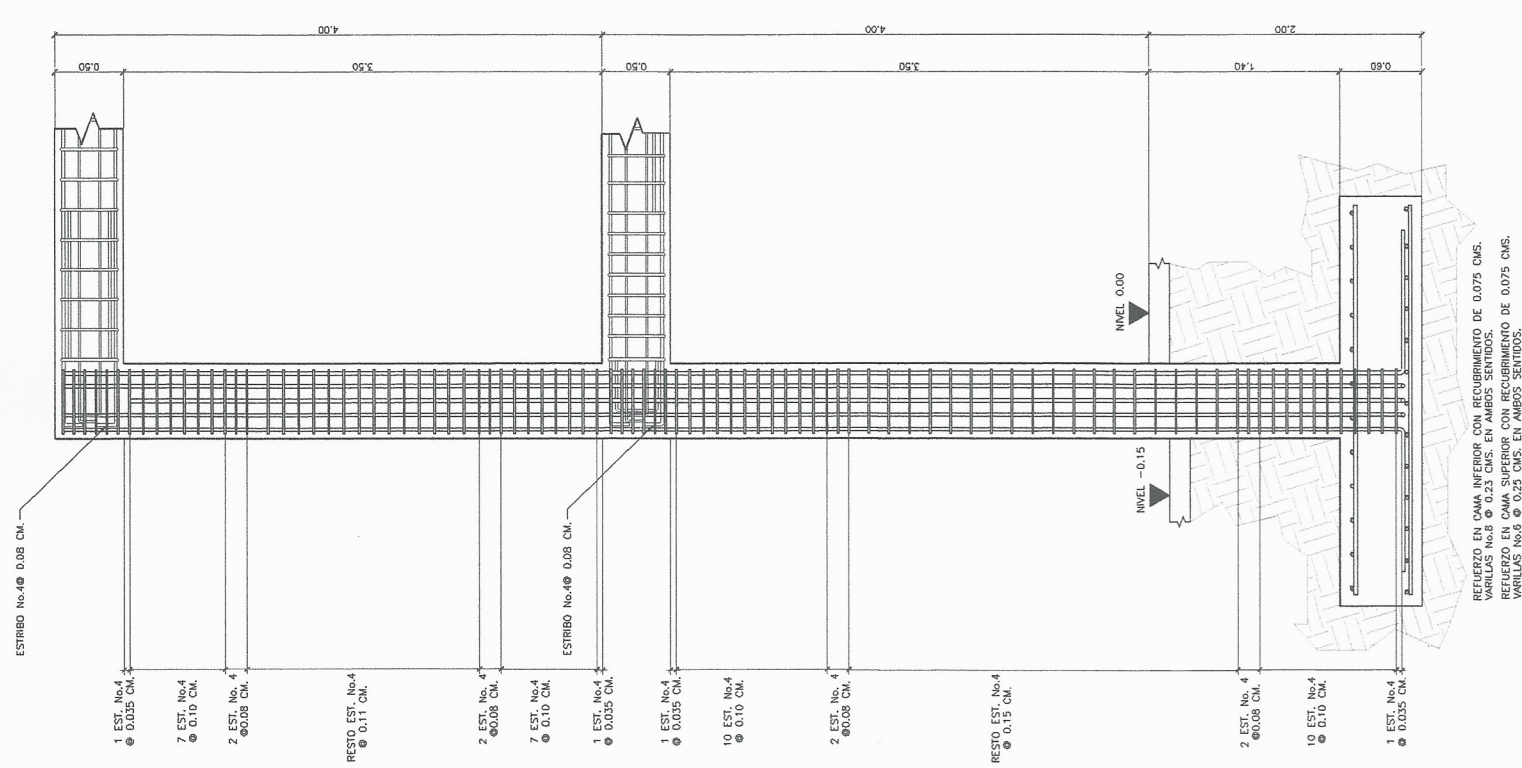 4.00
4.00
2.00
0.50
3.50
0.50
3.50
1.40
0.60
ESTRIBO No.4@ 0.08 CM.
ESTRIBO No.4@ 0.08 CM.
NIVEL 0.00
NIVEL -0.15
1 EST. No.4
@ 0.035 CM.
7 EST. No.4
@ 0.10 CM.
2 EST. No. 4
@0.08 CM.
RESTO EST. No.4
@ 0.11 CM.
2 EST. No. 4
@0.08 CM.
7 EST. No.4
@ 0.10 CM.
1 EST. No.4
@ 0.035 CM.
1 EST. No.4
@ 0.035 CM.
10 EST. No.4
@ 0.10 CM.
2 EST. No. 4
@0.08 CM.
RESTO EST. No.4
@ 0.15 CM.
2 EST. No. 4
@0.08 CM.
10 EST. No.4
@ 0.10 CM.
1 EST. No.4
@ 0.035 CM.
REFUERZO EN CAMA INFERIOR CON RECUBRIMIENTO DE 0.075 CMS.
VARILLAS No.8 @ 0.23 CMS. EN AMBOS SENTIDOS.
REFUERZO EN CAMA SUPERIOR CON RECUBRIMIENTO DE 0.075 CMS.
VARILLAS No.6 @ 0.25 CMS. EN AMBOS SENTIDOS.